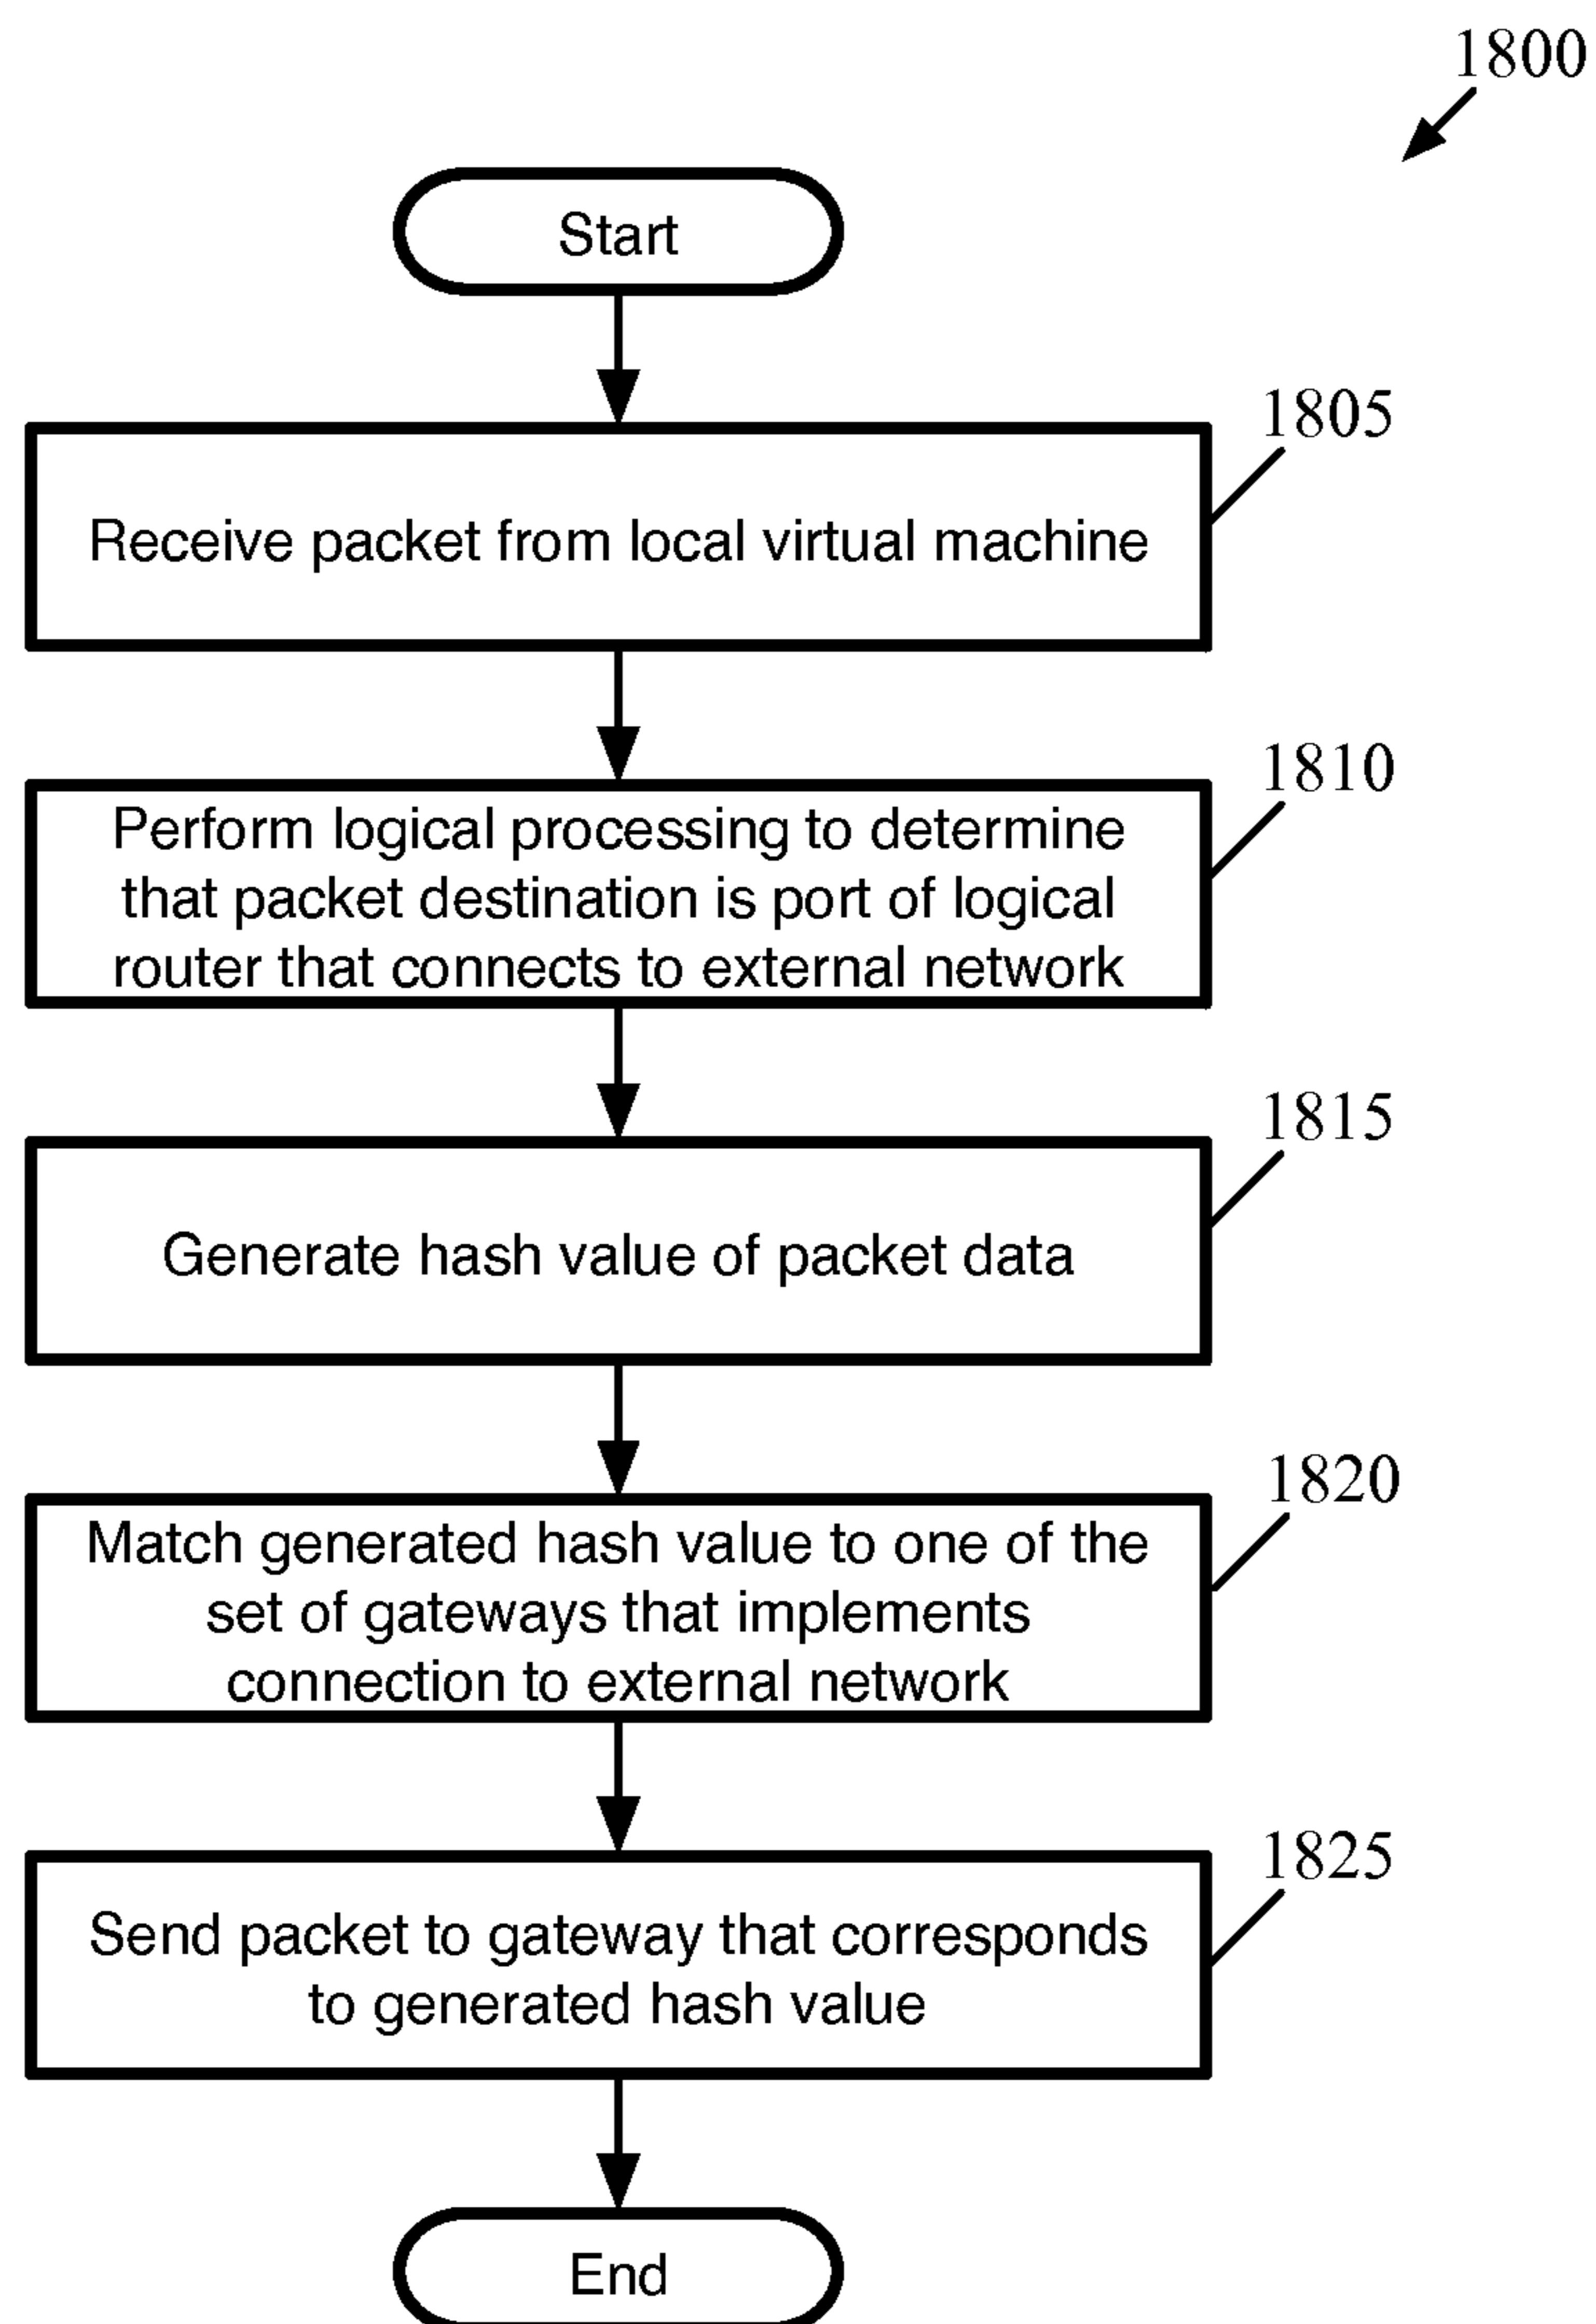 1800
Start
1805
Receive packet from local virtual machine
1810
Perform logical processing to determine
that packet destination is port of logical
router that connects to external network
1815
Generate hash value of packet data
1820
Match generated hash value to one of the
set of gateways that implements
connection to external network
1825
Send packet to gateway that corresponds
to generated hash value
End